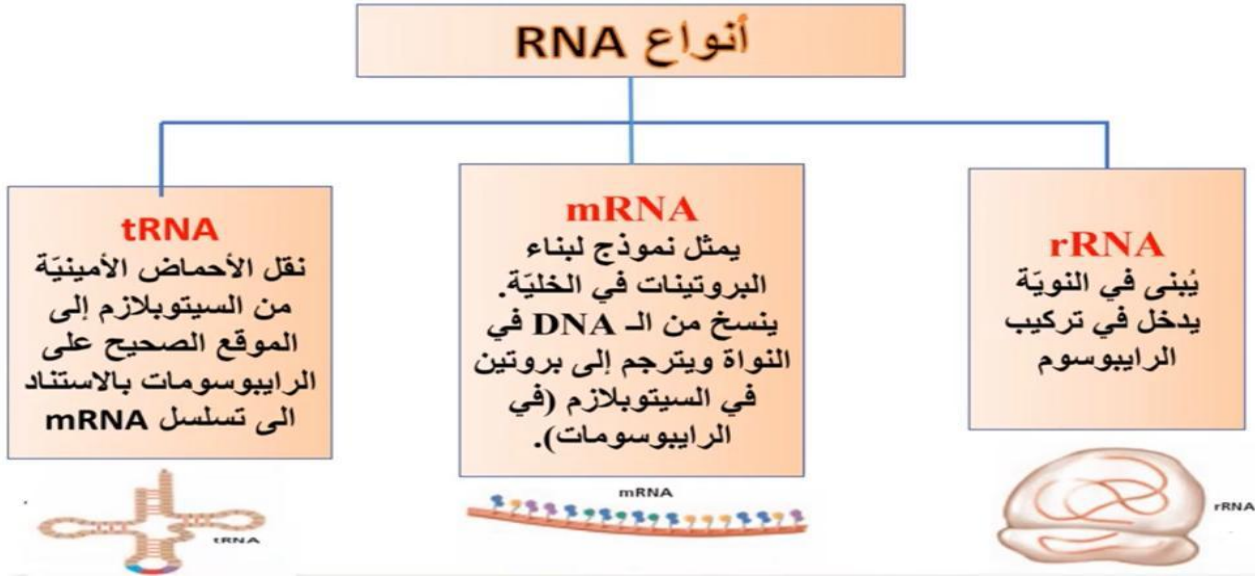 أنواع RNA
rRNA
يُبنى في النويّة
يدخل في تركيب
الرايبوسوم
mRNA
يمثل نموذج لبناء
البروتينات في الخليّة.
ينسخ من الـ DNA في
النواة ويترجم إلى بروتين
في السيتوبلازم (في
الرايبوسومات).
tRNA
نقل الأحماض الأمينيّة
من السيتوبلازم إلى
الموقع الصحيح على
الرايبوسومات بالاستناد
الى تسلسل mRNA
rRNA
mRNA
tRNA